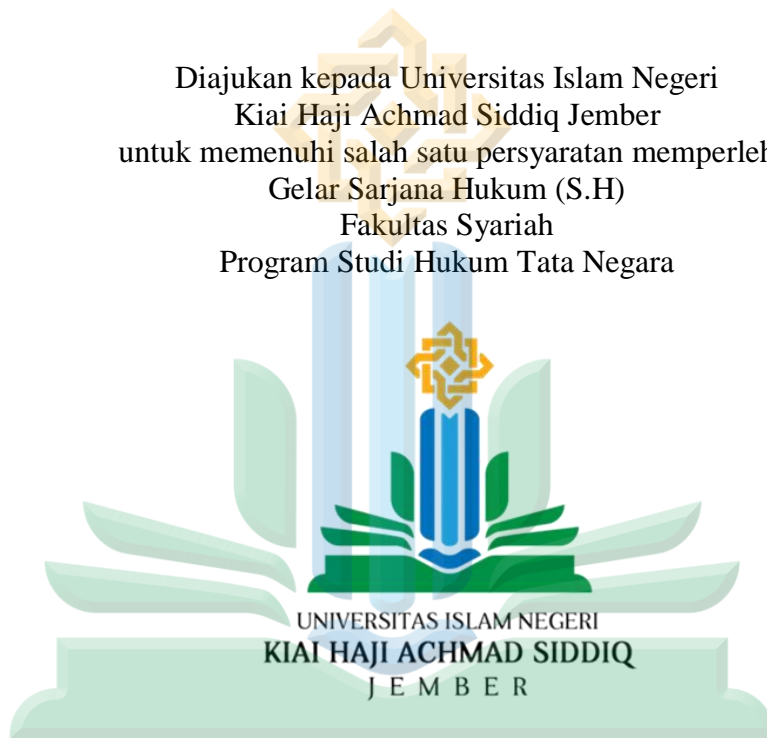 Diajukan kepada Universitas Islam Negeri
Kiai Haji Achmad Siddiq Jember
untuk memenuhi salah satu persyaratan memperleh
Gelar Sarjana Hukum (S.H)
Fakultas Syariah
Program Studi Hukum Tata Negara
UNIVERSITAS ISLAM NEGERI
KIAI HAJI ACHMAD SIDDIQ
JEMBER